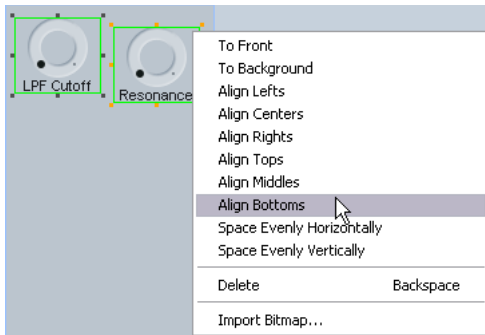 LPF Cutoff
Resonance
To Front
To Background
Align Lefts
Align Centers
Align Rights
Align Tops
Align Middles
Align Bottoms
Space Evenly Horizontally
Space Evenly Vertically
Delete Backspace
Import Bitmap...